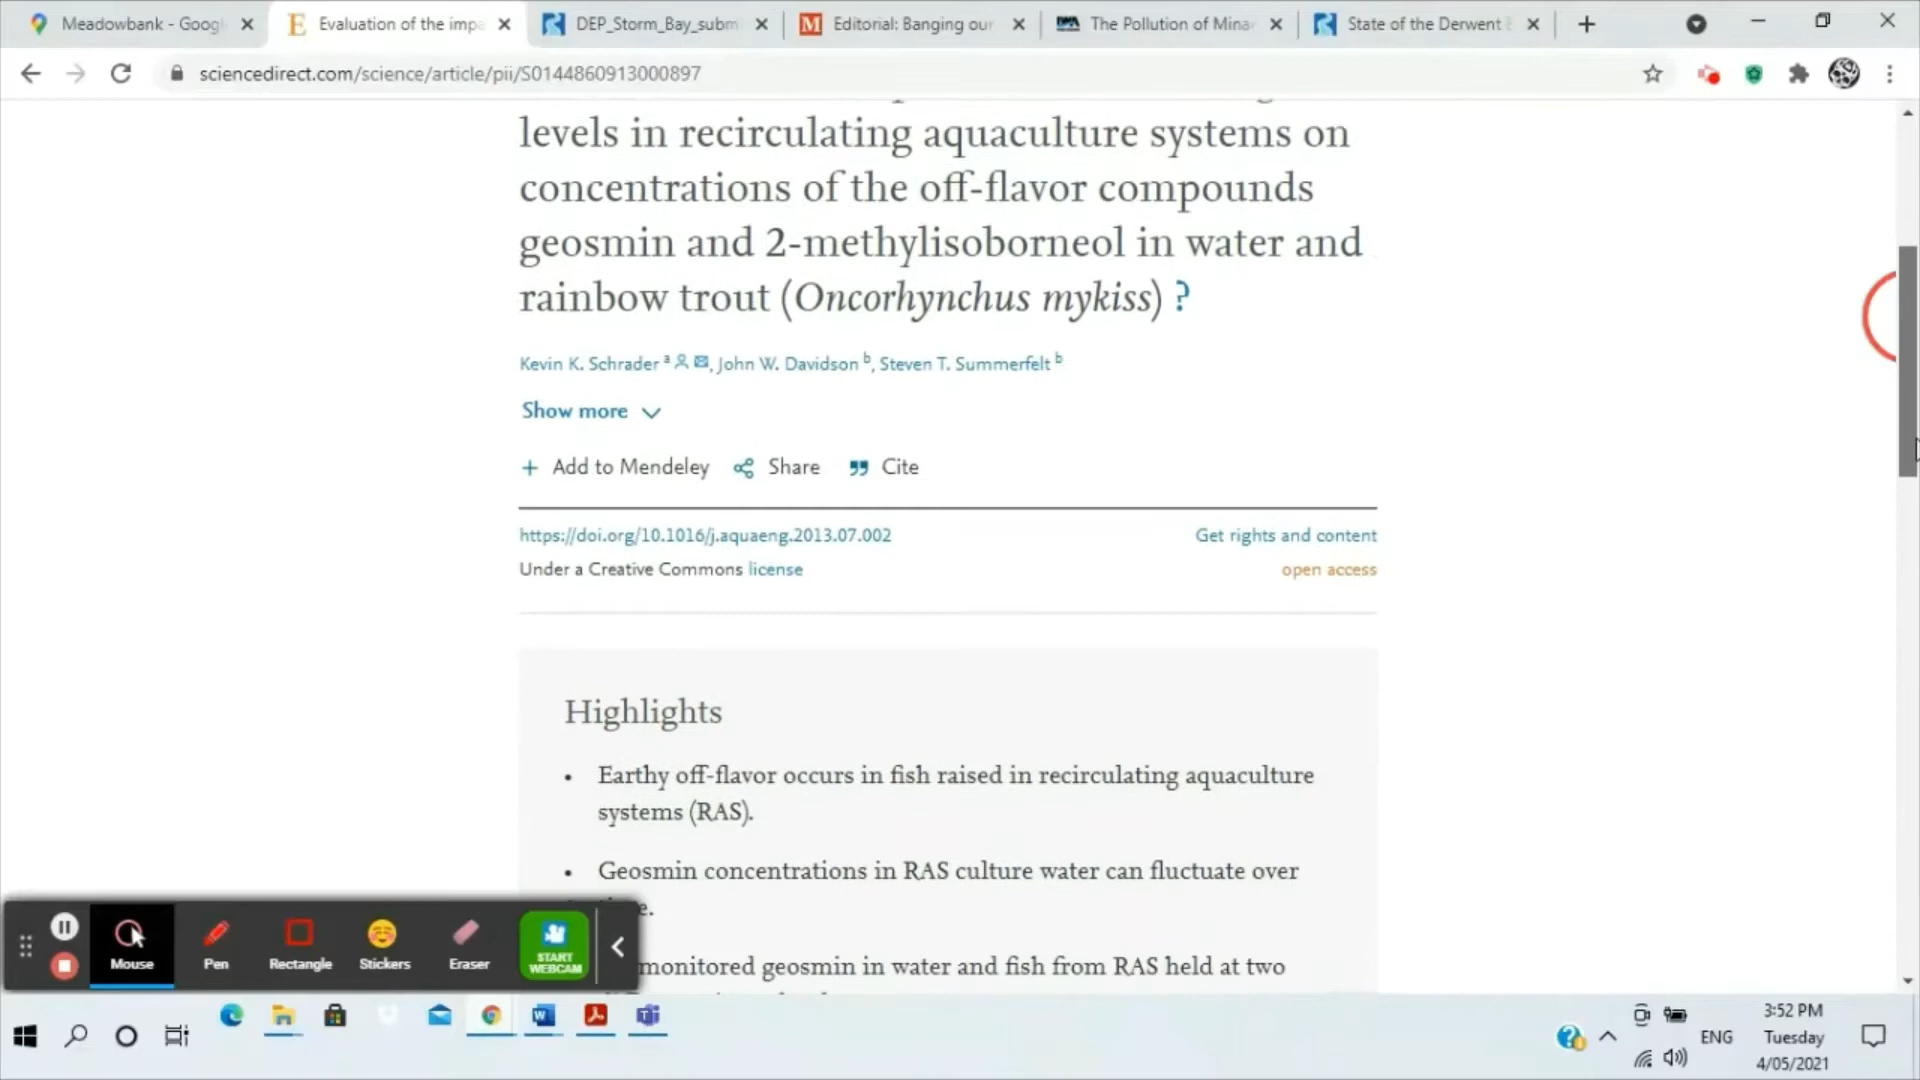 Meadowbank - Goog
Evaluation of the impa
DEP_Storm_Bay_subm
Editorial: Banging our
The Pollution of Mina
State of the Derwent E
sciencedirect.com/science/article/pii/S0144860913000897
levels in recirculating aquaculture systems on
concentrations of the off-flavor compounds
geosmin and 2-methylisoborneol in water and
rainbow trout (Oncorhynchus mykiss) ?
Kevin K. Schrader a, John W. Davidson b, Steven T. Summerfelt b
Show more
+ Add to Mendeley Share Cite
https://doi.org/10.1016/j.aquaeng.2013.07.002 Get rights and content
Under a Creative Commons license open access
Highlights
• Earthy off-flavor occurs in fish raised in recirculating aquaculture
systems (RAS).
• Geosmin concentrations in RAS culture water can fluctuate over
e.
monitored geosmin in water and fish from RAS held at two
Mouse Pen Rectangle Stickers Eraser START
WEBCAM
3:52 PM
ENG Tuesday
4/05/2021